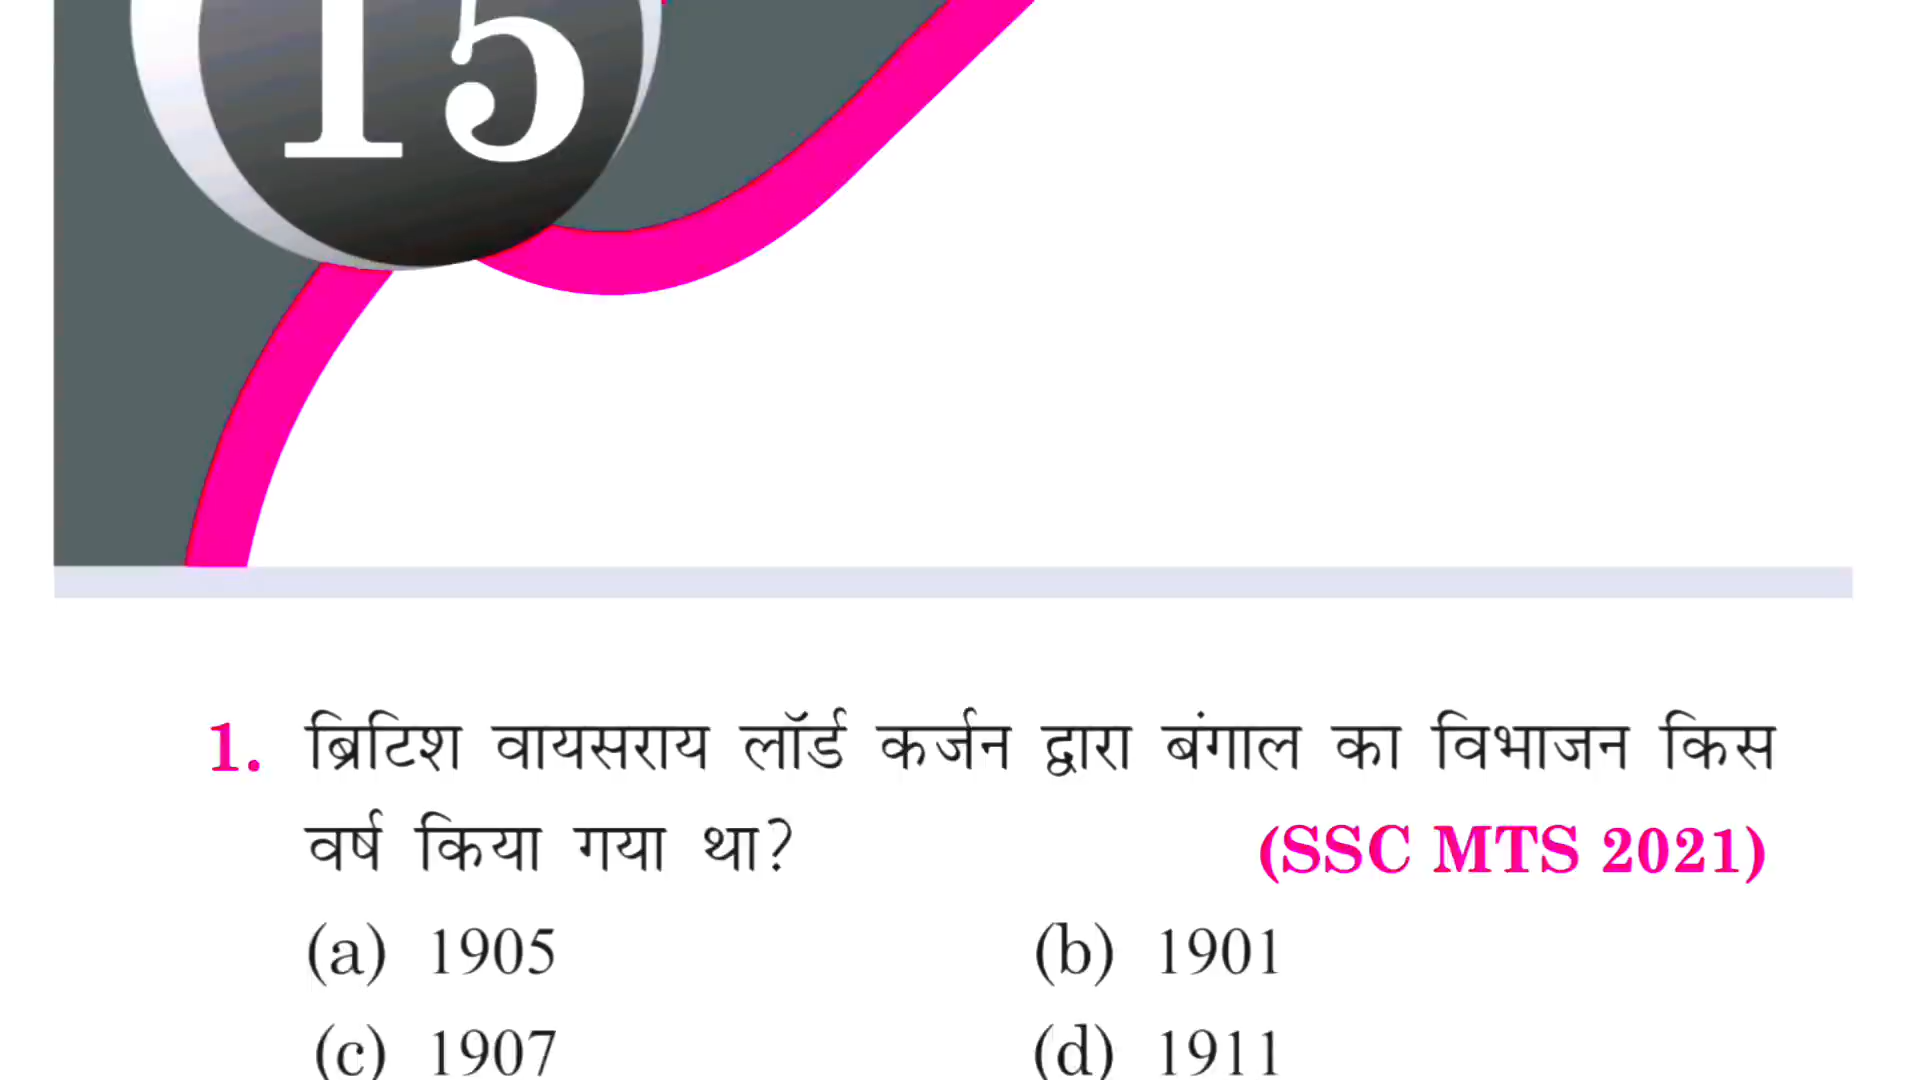 15
1. ब्रिटिश वायसराय लॉर्ड कर्जन द्वारा बंगाल का विभाजन किस
वर्ष किया गया था? (SSC MTS 2021)
(a) 1905 (b) 1901
(c) 1907 (d) 1911